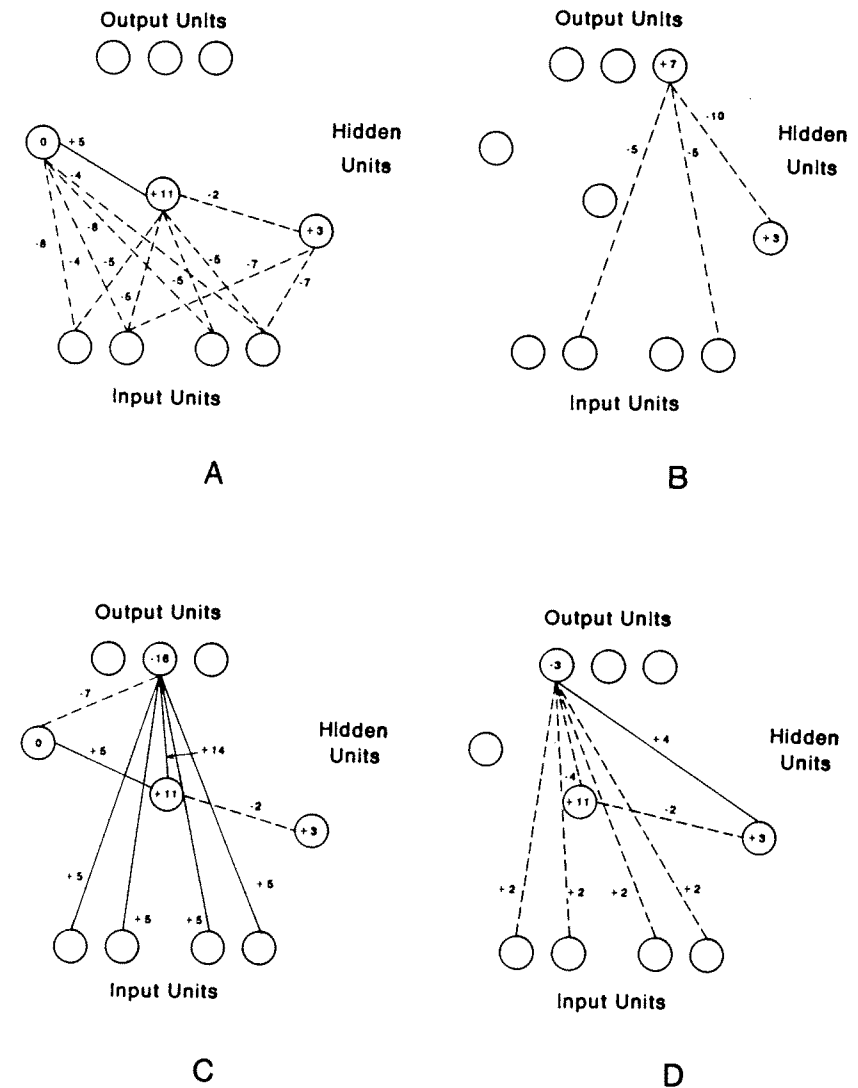 Output Units
0
+5
-4
+11
-2
Hidden
Units
+3
-8
-8
-4
-5
-5
-7
-5
-5
-7
Input Units
A
Output Units
+7
-10
-5
-5
Hidden
Units
+3
Input Units
B
Output Units
-16
-7
0
+5
+14
Hidden
Units
+11
-2
+3
+5
+5
+5
+5
Input Units
C
Output Units
-3
+4
Hidden
Units
-4
+11
-2
+3
+2
+2
+2
+2
Input Units
D